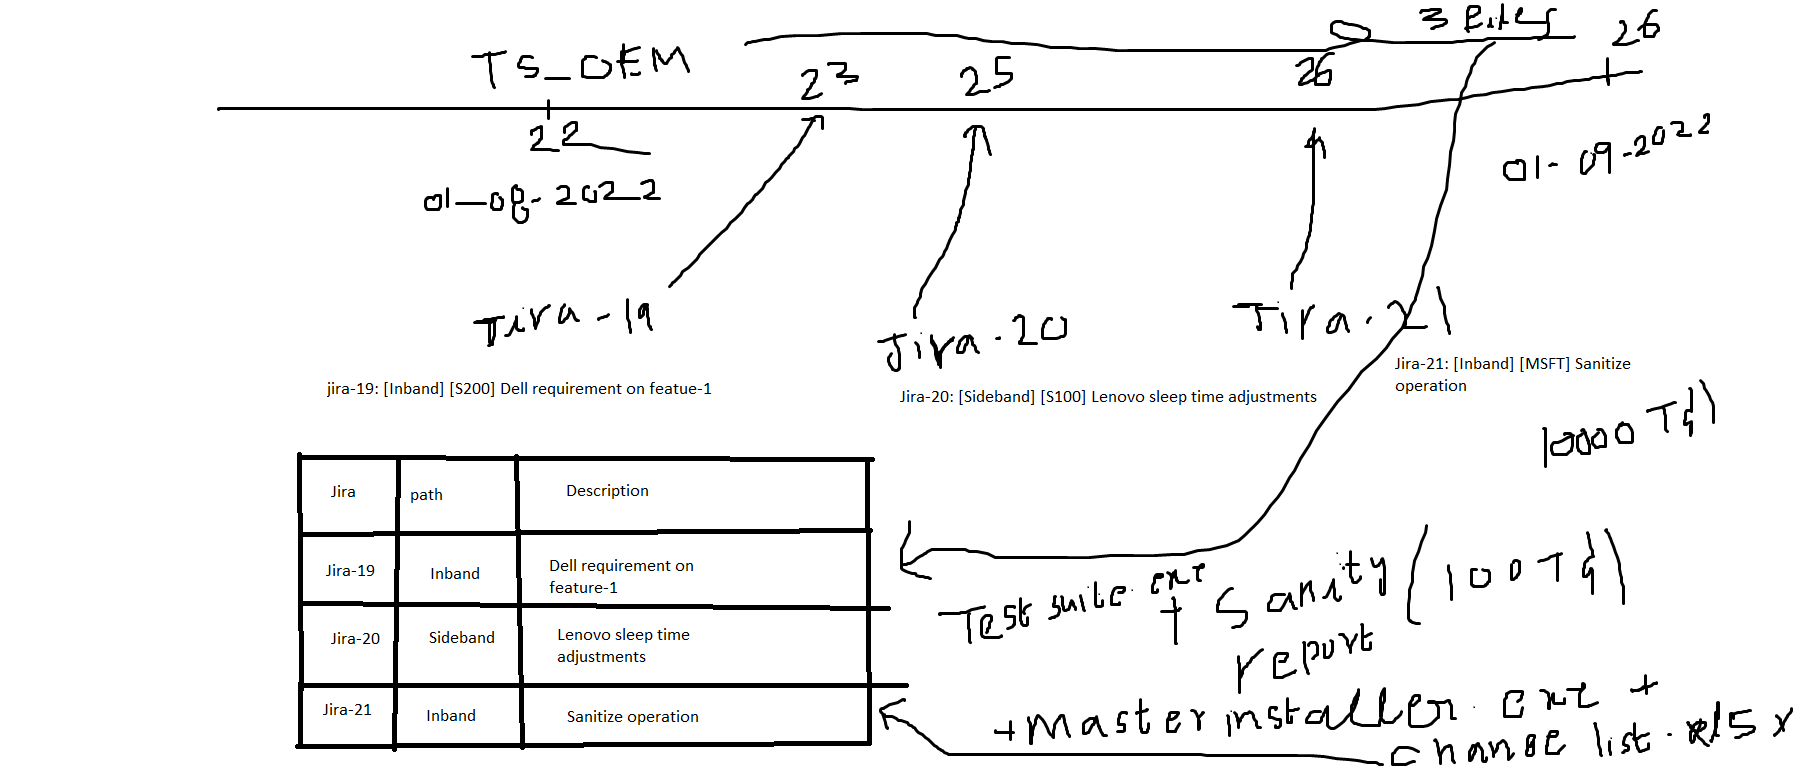 3 Exes 26
TS_OEM 23 25 26
22
01-08-2022
01-09-2022
Jira-19
Jira-20
Jira-21
jira-19: [Inband] [S200] Dell requirement on featue-1
Jira-20: [Sideband] [S100] Lenovo sleep time adjustments
Jira-21: [Inband] [MSFT] Sanitize
operation
10000
Jira path Description
Jira-19 Inband Dell requirement on
feature-1
Jira-20 Sideband Lenovo sleep time
adjustments
Jira-21 Inband Sanitize operation
Test suite.exe + Sanity (100
report
+ master installer.exe +
change list.xlsx